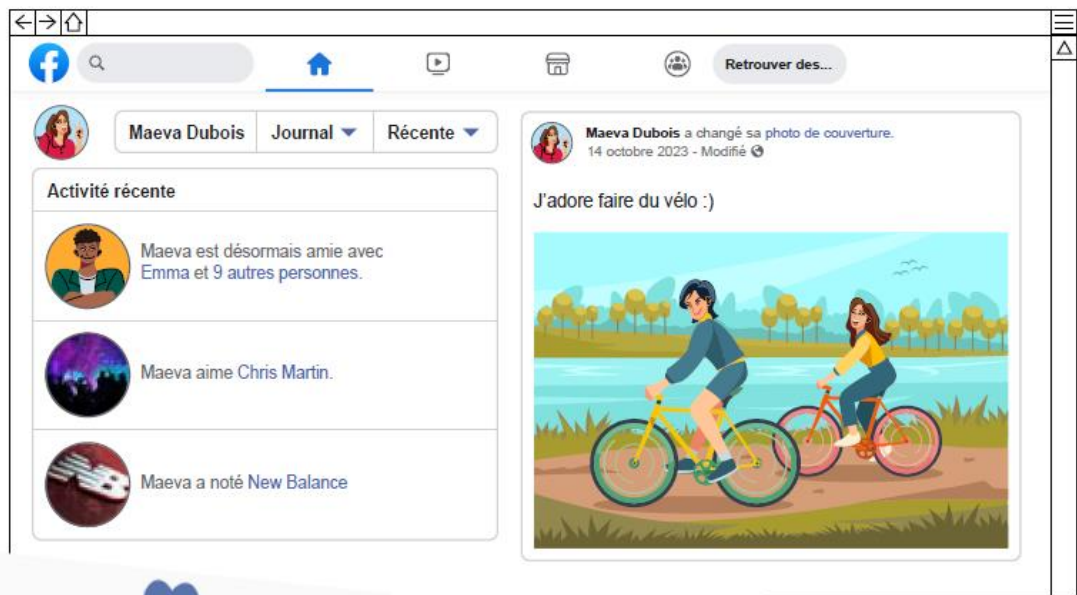 Retrouver des...
Maeva Dubois
Journal
Récente
Activité récente
Maeva est désormais amie avec
Emma et 9 autres personnes.
Maeva aime Chris Martin.
Maeva a noté New Balance
Maeva Dubois a changé sa photo de couverture.
14 octobre 2023 - Modifié
J'adore faire du vélo :)